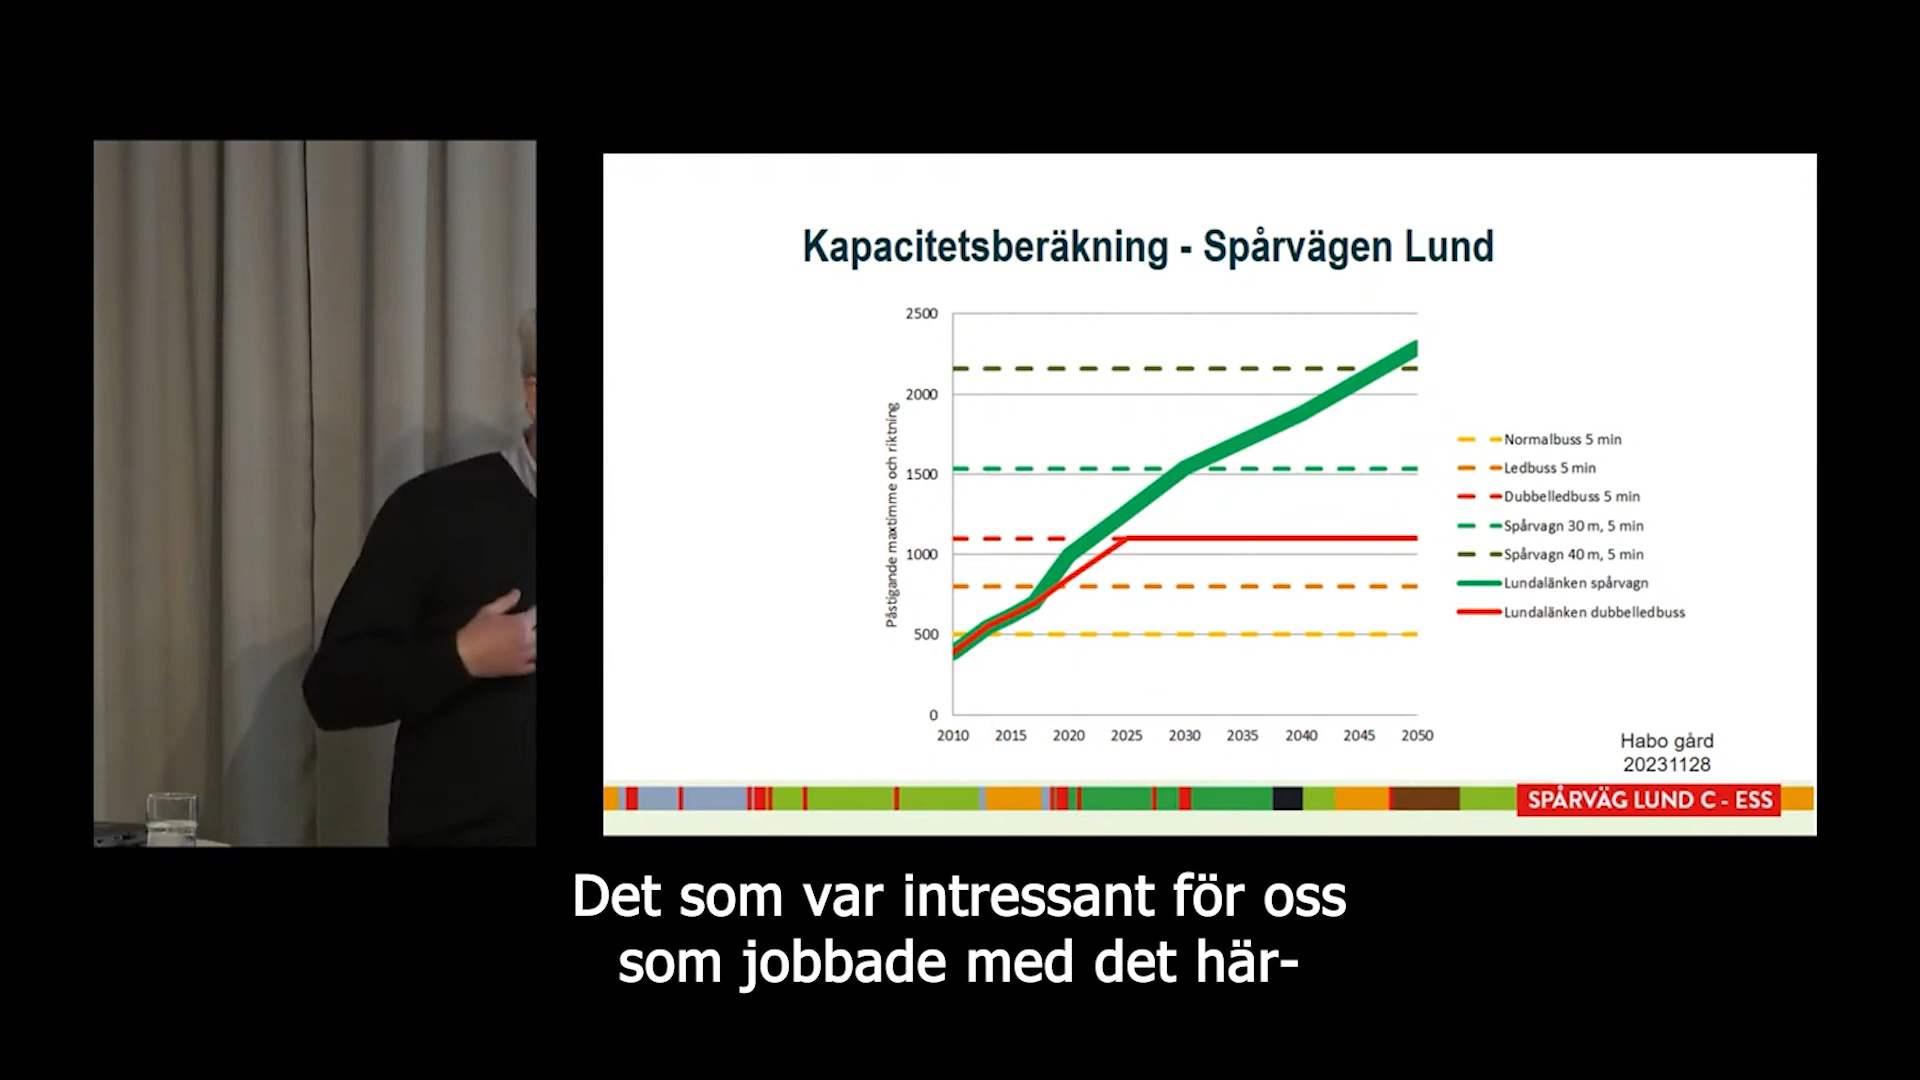 Kapacitetsberäkning - Spårvägen Lund
Påstigande maxtimme och riktning
2500
2000
1500
1000
500
0
2010 2015 2020 2025 2030 2035 2040 2045 2050
Normalbuss 5 min
Ledbuss 5 min
Dubbelledbuss 5 min
Spårvagn 30 m, 5 min
Spårvagn 40 m, 5 min
Lundalänken spårvagn
Lundalänken dubbelledbuss
Habo gård
20231128
SPÅRVÄG LUND C - ESS
Det som var intressant för oss
som jobbade med det här-